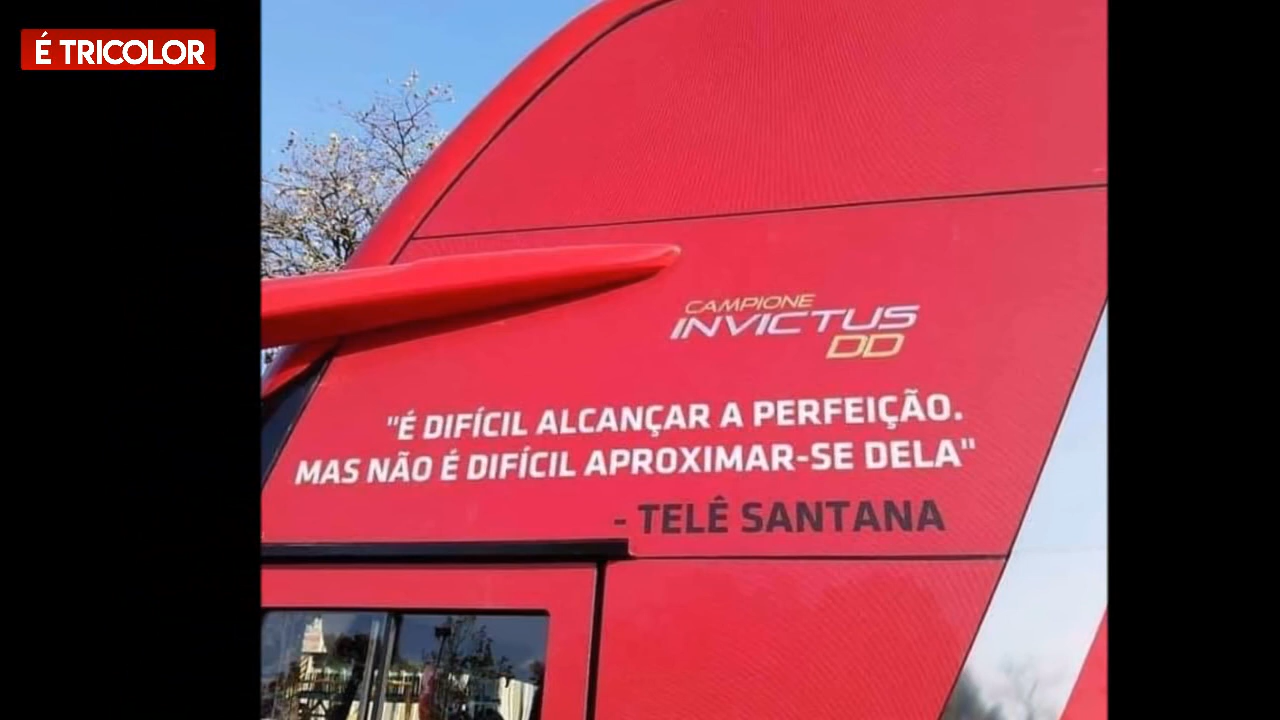 É TRICOLOR
CAMPIONE
INVICTUS
DD
"É DIFÍCIL ALCANÇAR A PERFEIÇÃO.
MAS NÃO É DIFÍCIL APROXIMAR-SE DELA"
- TELÊ SANTANA